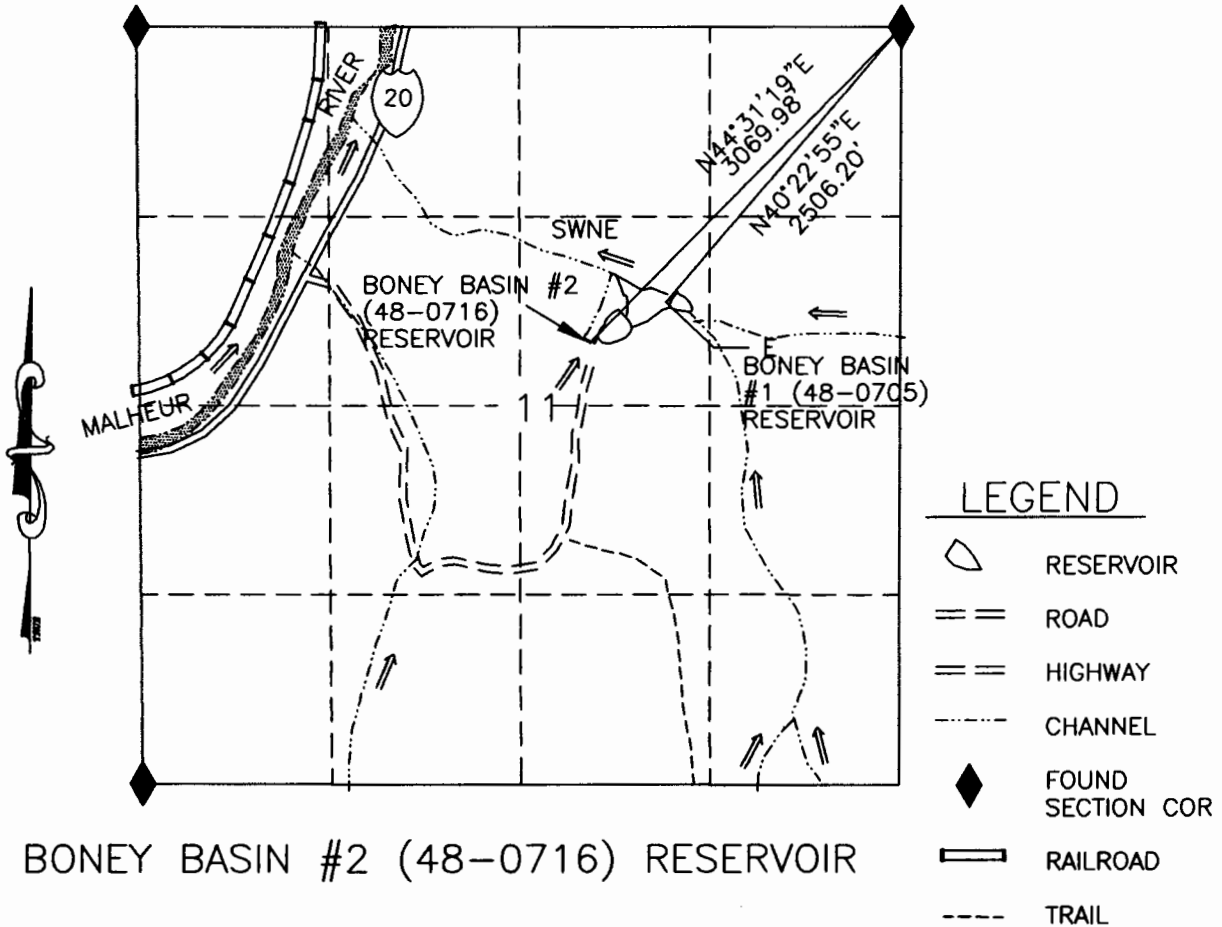 20
RIVER
N44°31'19"E
3069.98'
N40°22'55"E
2506.20'
SWNE
BONEY BASIN #2
(48-0716)
RESERVOIR
E
BONEY BASIN
#1 (48-0705)
RESERVOIR
11
MALHEUR
LEGEND
RESERVOIR
ROAD
HIGHWAY
CHANNEL
FOUND
SECTION COR
RAILROAD
TRAIL
BONEY BASIN #2 (48-0716) RESERVOIR